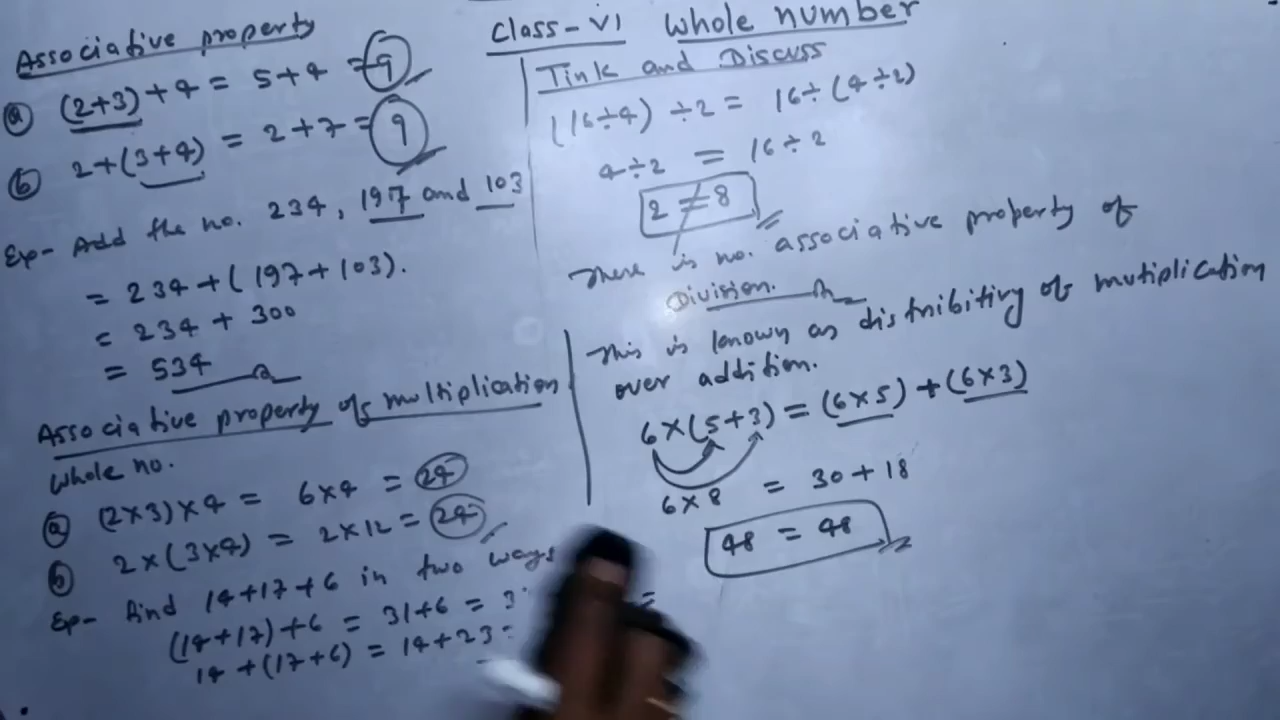 Class-VI Whole number
Associative property
(a) (2+3)+4 = 5+4 = 9
(b) 2+(3+4) = 2+7 = 9
Exp- Add the no. 234, 197 and 103
= 234+(197+103).
= 234 + 300
= 534
Associative property of multiplication
Whole no.
(a) (2×3)×4 = 6×4 = 24
(b) 2×(3×4) = 2×12 = 24
Exp- find 14+17+6 in two ways
(14+17)+6 = 31+6 = 3
14+(17+6) = 14+23 =
Tink and Discuss
(16÷4) ÷2 = 16÷(4÷2)
4÷2 = 16÷2
2 ≠ 8
There is no. associative property of
Division.
This is known as distribitiry of mutiplication
over addition.
6×(5+3) = (6×5) + (6×3)
6×8 = 30+18
48 = 48